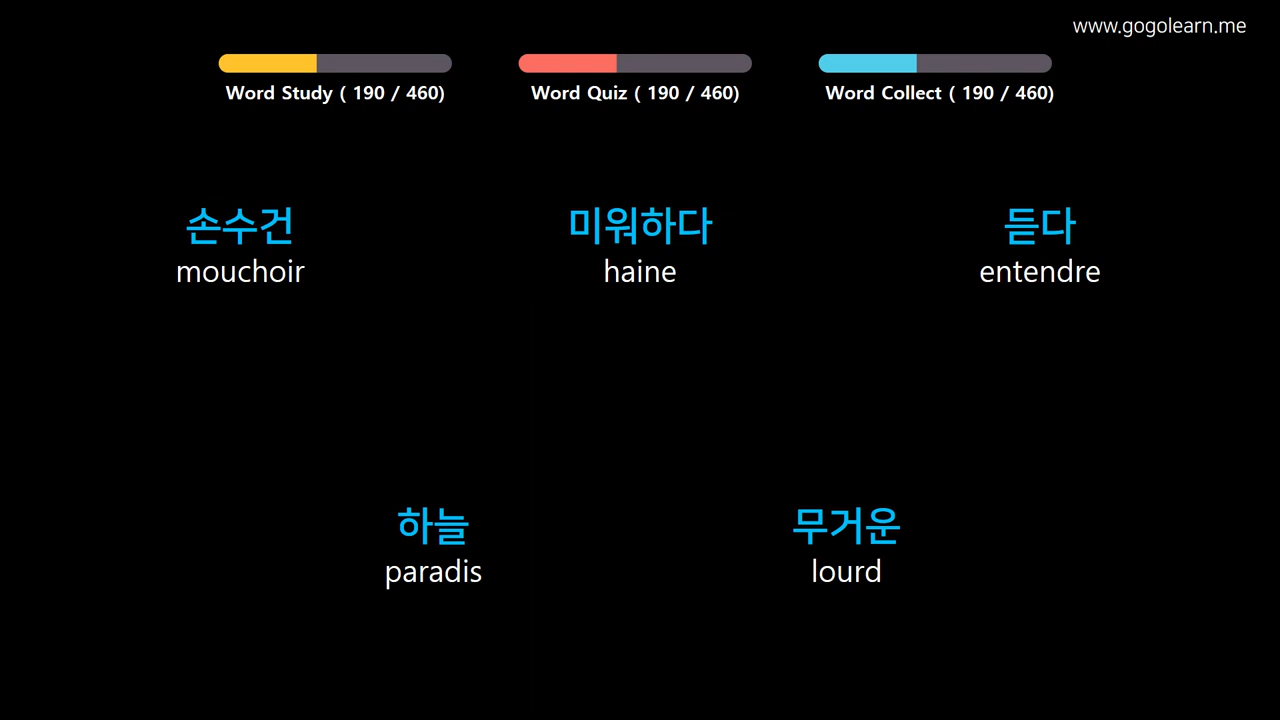 www.gogolearn.me
Word Study ( 190 / 460)
Word Quiz ( 190 / 460)
Word Collect ( 190 / 460)
손수건
mouchoir
미워하다
haine
듣다
entendre
하늘
paradis
무거운
lourd